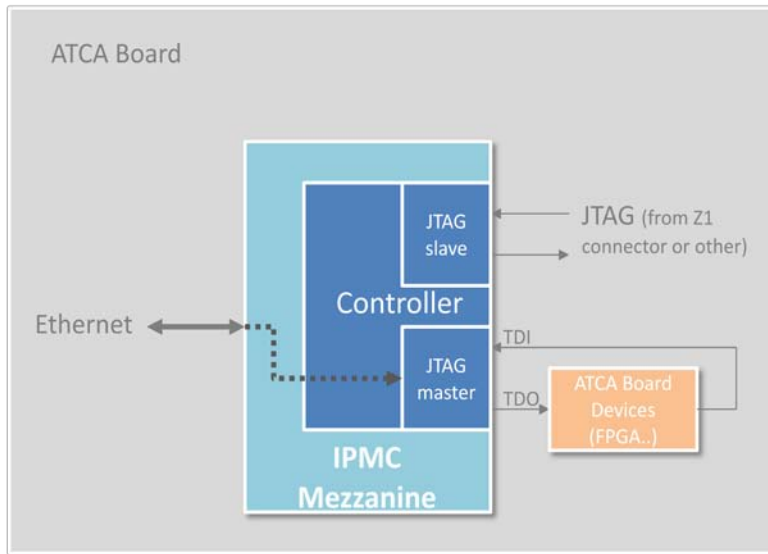 ATCA Board
JTAG
slave
JTAG (from Z1
connector or other)
Controller
Ethernet
TDI
JTAG
master
TDO
ATCA Board
Devices
(FPGA..)
IPMC
Mezzanine